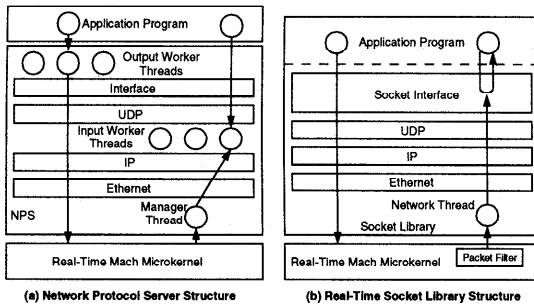 Application Program
Output Worker
Threads
Interface
UDP
Input Worker
Threads
IP
Ethernet
Manager
Thread
NPS
Real-Time Mach Microkernel
(a) Network Protocol Server Structure
Application Program
Socket Interface
UDP
IP
Ethernet
Network Thread
Socket Library
Packet Filter
Real-Time Mach Microkernel
(b) Real-Time Socket Library Structure